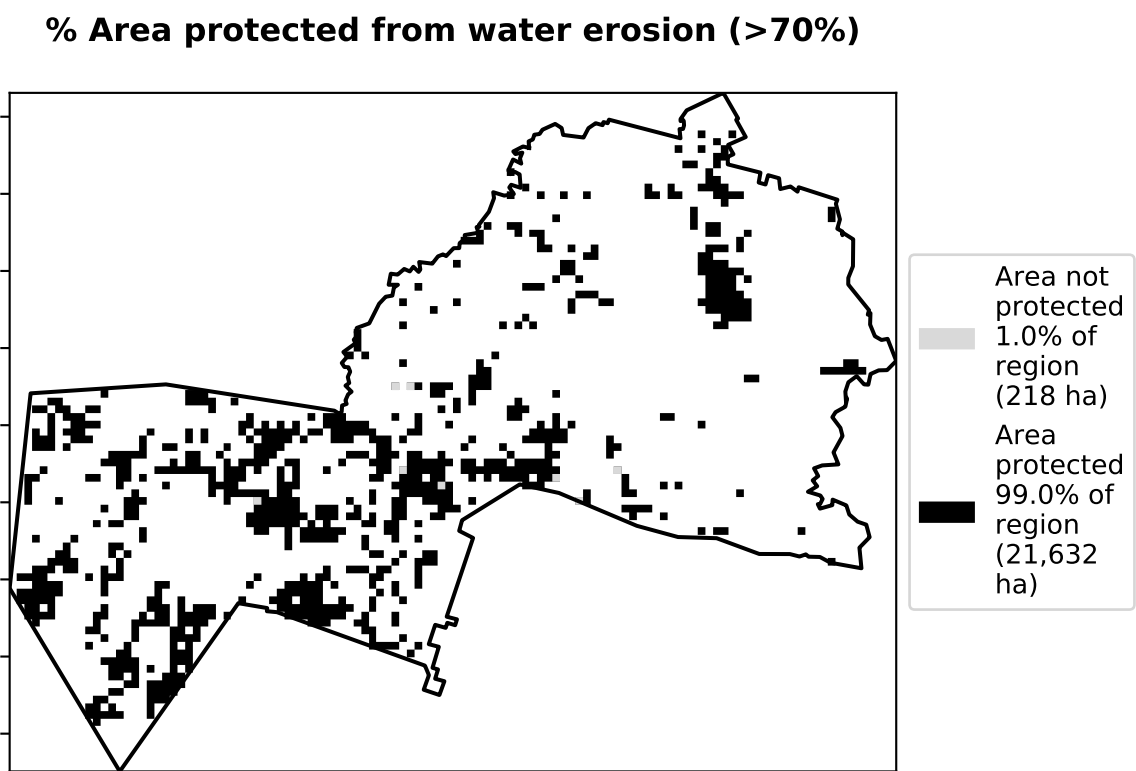 % Area protected from water erosion (>70%)
Area not
protected
1.0% of
region
(218 ha)
Area
protected
99.0% of
region
(21,632
ha)